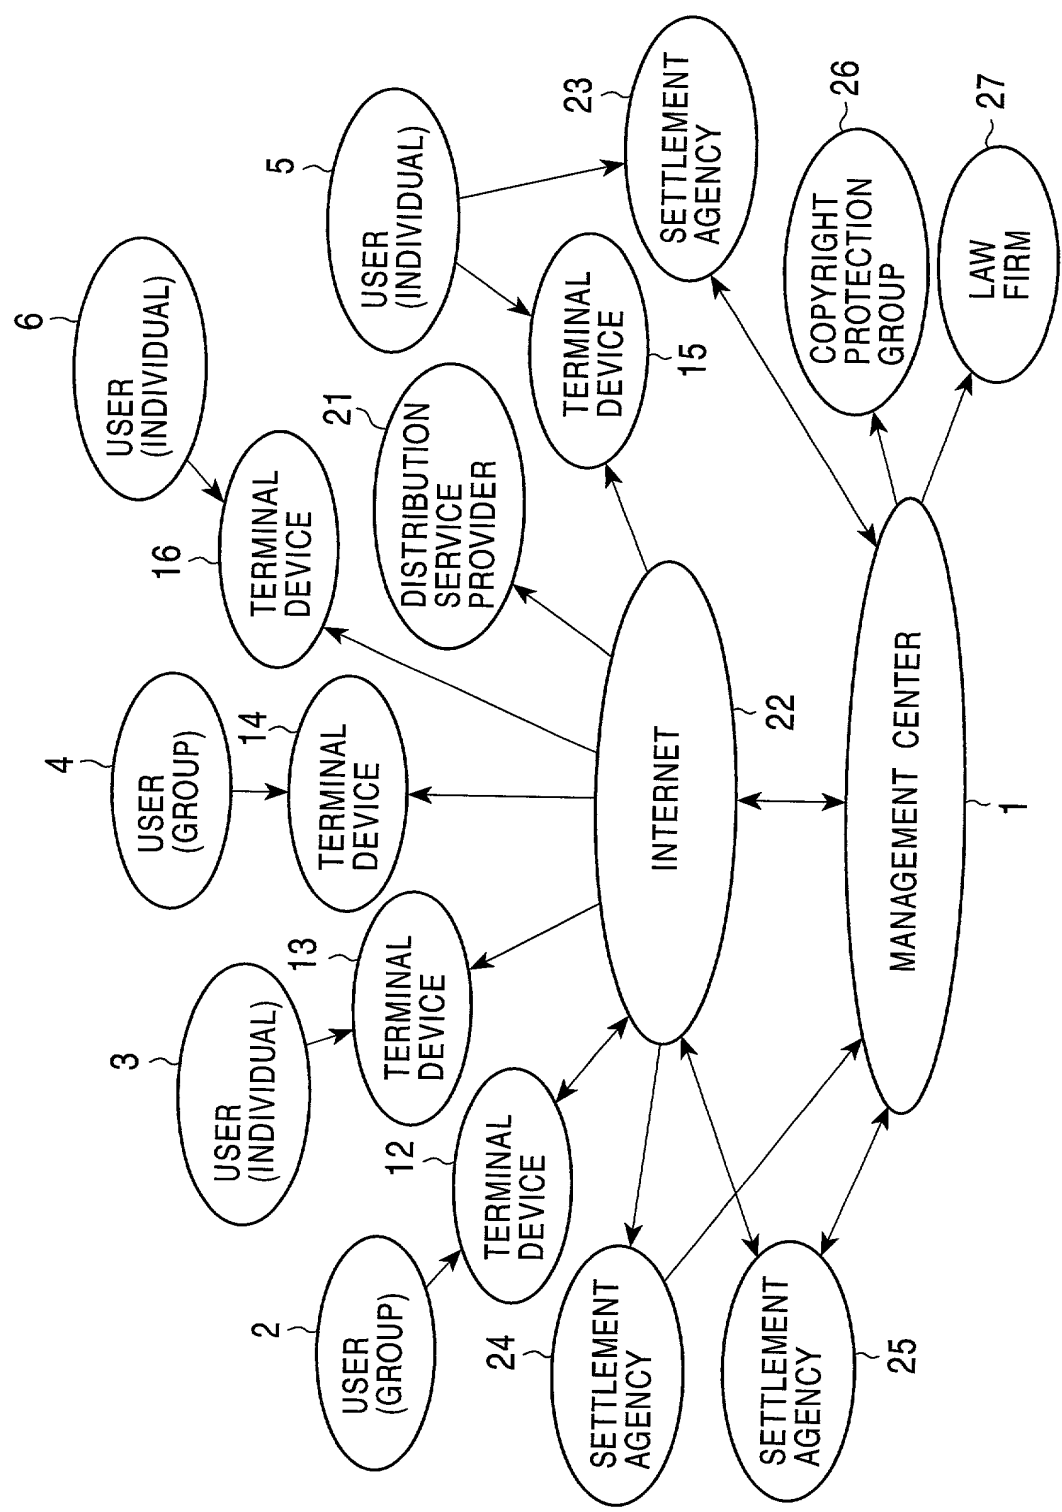 2
USER
(GROUP)
3
USER
(INDIVIDUAL)
4
USER
(GROUP)
6
USER
(INDIVIDUAL)
5
USER
(INDIVIDUAL)
12
TERMINAL
DEVICE
13
TERMINAL
DEVICE
14
TERMINAL
DEVICE
16
TERMINAL
DEVICE
21
DISTRIBUTION
SERVICE
PROVIDER
TERMINAL
DEVICE
15
23
SETTLEMENT
AGENCY
24
SETTLEMENT
AGENCY
INTERNET
22
SETTLEMENT
AGENCY
25
MANAGEMENT CENTER
1
26
COPYRIGHT
PROTECTION
GROUP
27
LAW
FIRM